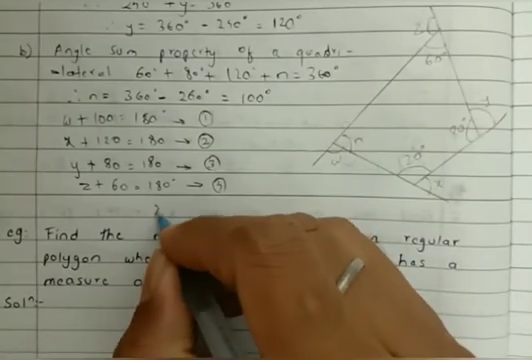 ∴ y = 360° - 240° = 120°
b) Angle sum property of a quadri-
-lateral 60° + 80° + 120° + n = 360°
∴ n = 360° - 260° = 100°
w + 100 = 180° → ①
x + 120 = 180 → ②
y + 80 = 180 → ③
z + 60 = 180° → ④
eg: Find the regular
polygon has a
measure
Soln:-
z
60°
y
80°
n
w
120°
x